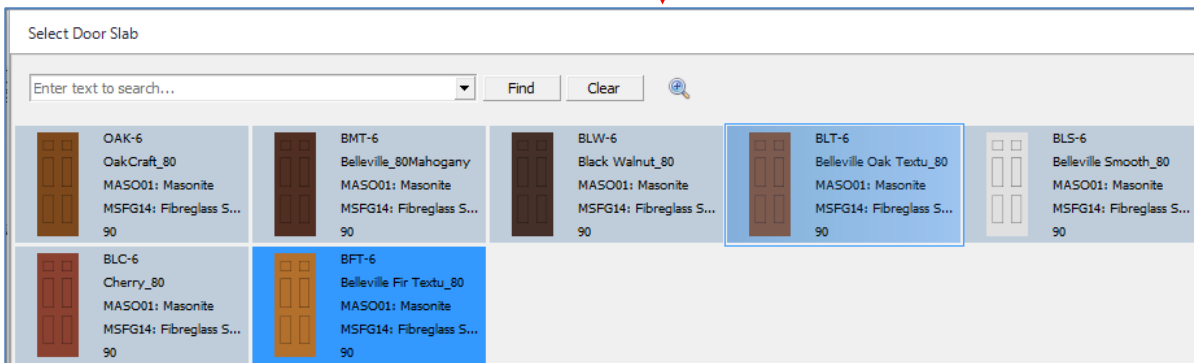 Select Door Slab
Enter text to search...
Find
Clear
OAK-6
OakCraft_80
MASO01: Masonite
MSFG14: Fibreglass S...
90
BMT-6
Belleville_80Mahogany
MASO01: Masonite
MSFG14: Fibreglass S...
90
BLW-6
Black Walnut_80
MASO01: Masonite
MSFG14: Fibreglass S...
90
BLT-6
Belleville Oak Textu_80
MASO01: Masonite
MSFG14: Fibreglass S...
90
BLS-6
Belleville Smooth_80
MASO01: Masonite
MSFG14: Fibreglass S...
90
BLC-6
Cherry_80
MASO01: Masonite
MSFG14: Fibreglass S...
90
BFT-6
Belleville Fir Textu_80
MASO01: Masonite
MSFG14: Fibreglass S...
90